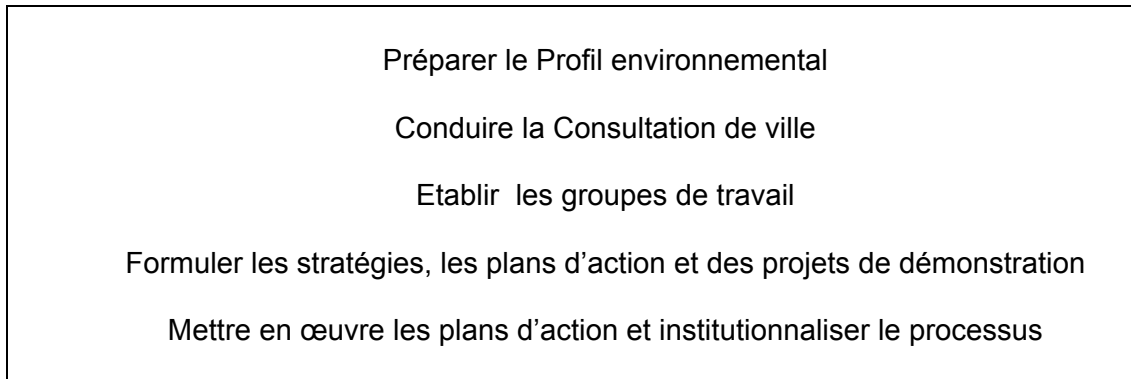 Préparer le Profil environnemental
Conduire la Consultation de ville
Etablir les groupes de travail
Formuler les stratégies, les plans d’action et des projets de démonstration
Mettre en œuvre les plans d’action et institutionnaliser le processus